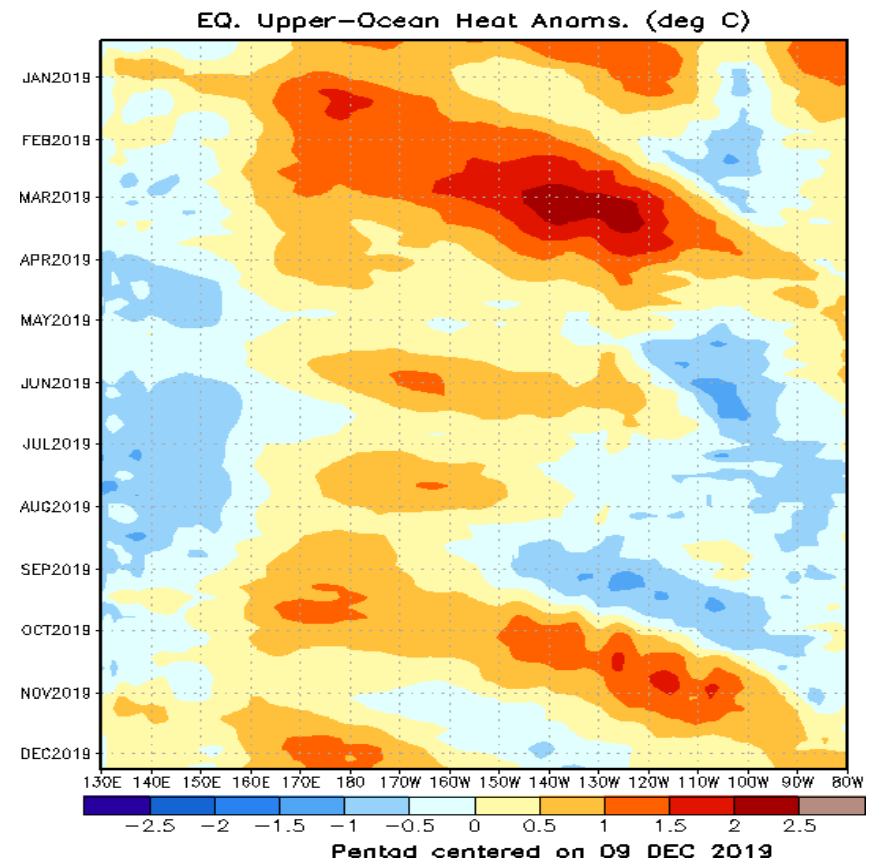 EQ. Upper-Ocean Heat Anoms. (deg C)
JAN2019
FEB2019
MAR2019
APR2019
MAY2019
JUN2019
JUL2019
AUG2019
SEP2019
OCT2019
NOV2019
DEC2019
130E 140E 150E 160E 170E 180 170W 160W 150W 140W 130W 120W 110W 100W 90W 80W
-2.5 -2 -1.5 -1 -0.5 0 0.5 1 1.5 2 2.5
Pentad centered on 09 DEC 2019